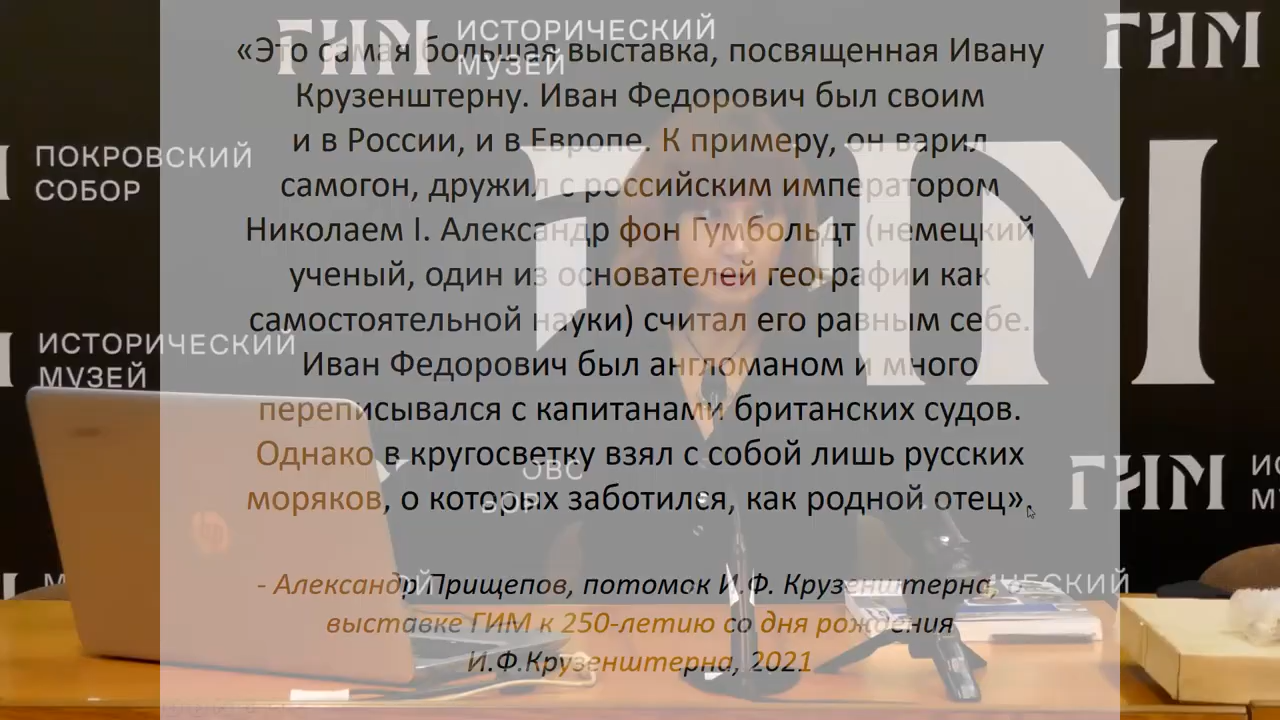 ГИМ ИСТОРИЧЕСКИЙ
МУЗЕЙ
ГИМ
«Это самая большая выставка, посвященная Ивану
Крузенштерну. Иван Федорович был своим
и в России, и в Европе. К примеру, он варил
самогон, дружил с российским императором
Николаем I. Александр фон Гумбольдт (немецкий
ученый, один из основателей географии как
самостоятельной науки) считал его равным себе.
Иван Федорович был англоманом и много
переписывался с капитанами британских судов.
Однако в кругосветку взял с собой лишь русских
моряков, о которых заботился, как родной отец».
- Александр Прищепов, потомок И.Ф. Крузенштерна, о
выставке ГИМ к 250-летию со дня рождения
И.Ф.Крузенштерна, 2021
ПОКРОВСКИЙ
СОБОР
ИСТОРИЧЕСКИЙ
МУЗЕЙ
ГИМ
ГИМ
hp